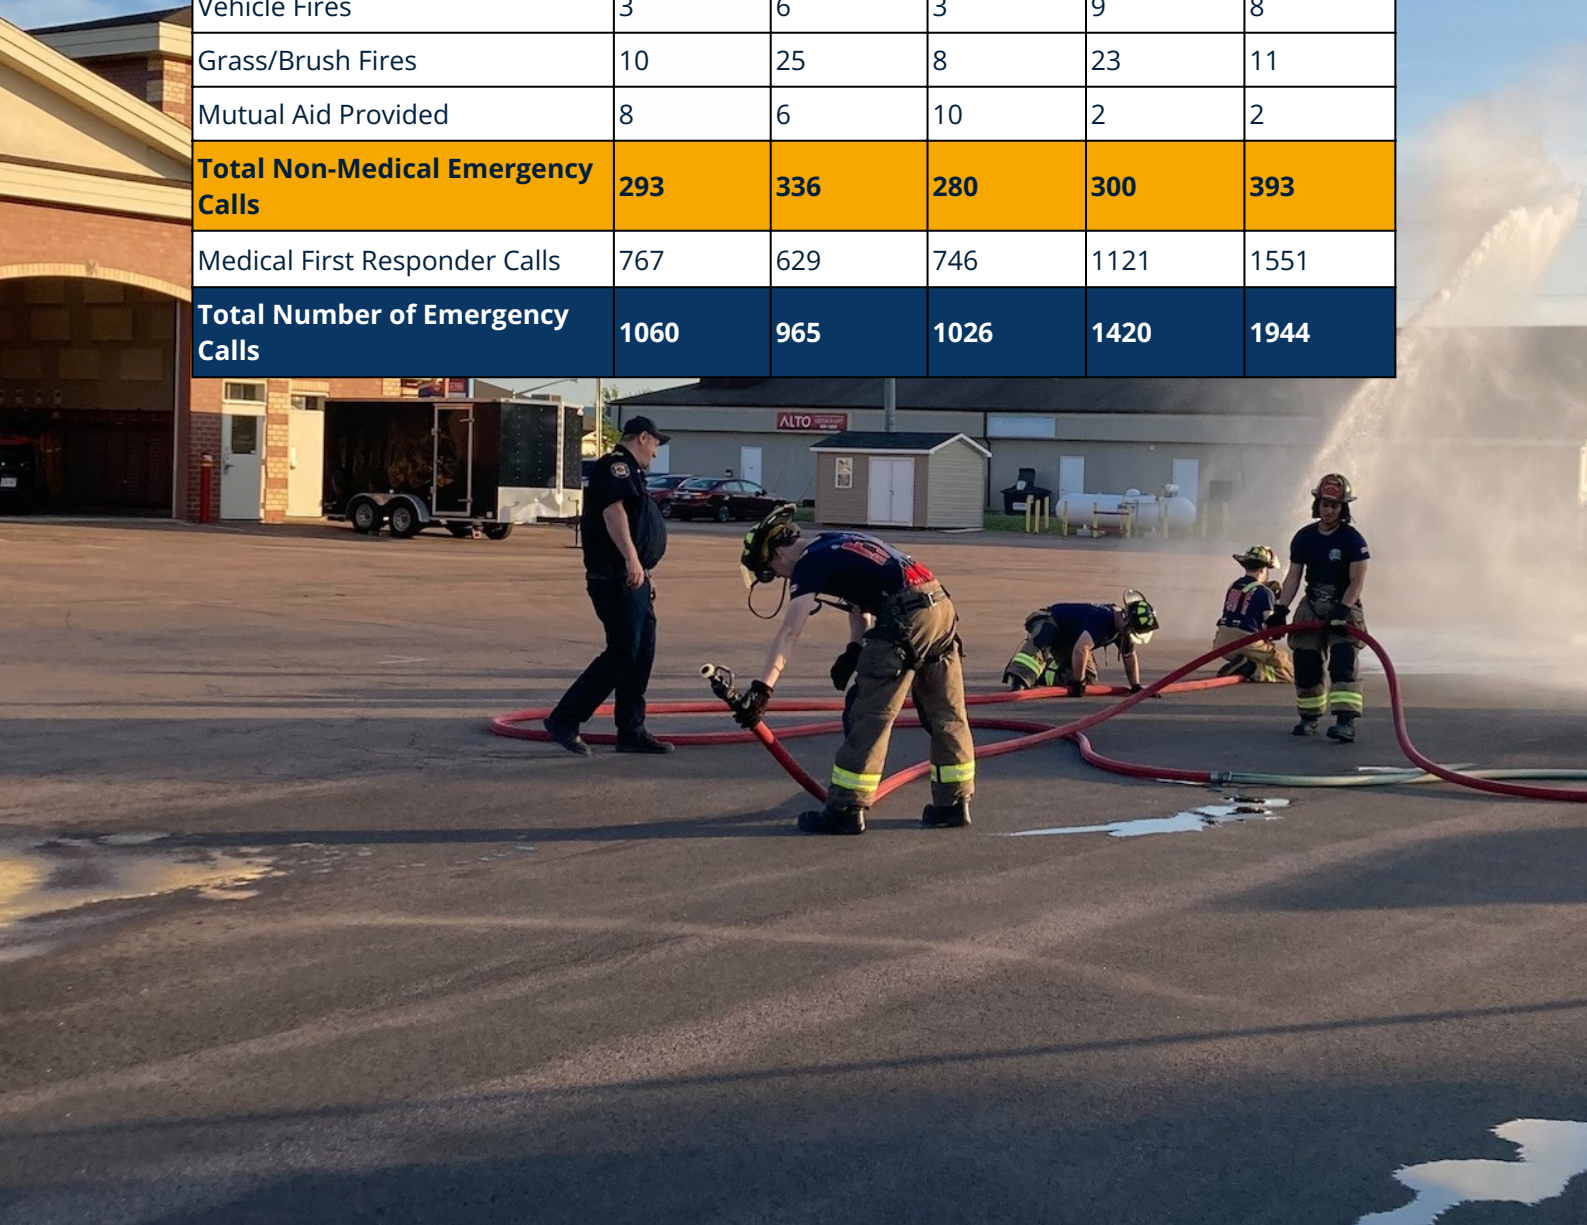 Vehicle Fires 3 6 3 9 8
Grass/Brush Fires 10 25 8 23 11
Mutual Aid Provided 8 6 10 2 2
Total Non-Medical Emergency
Calls 293 336 280 300 393
Medical First Responder Calls 767 629 746 1121 1551
Total Number of Emergency
Calls 1060 965 1026 1420 1944
ALTO